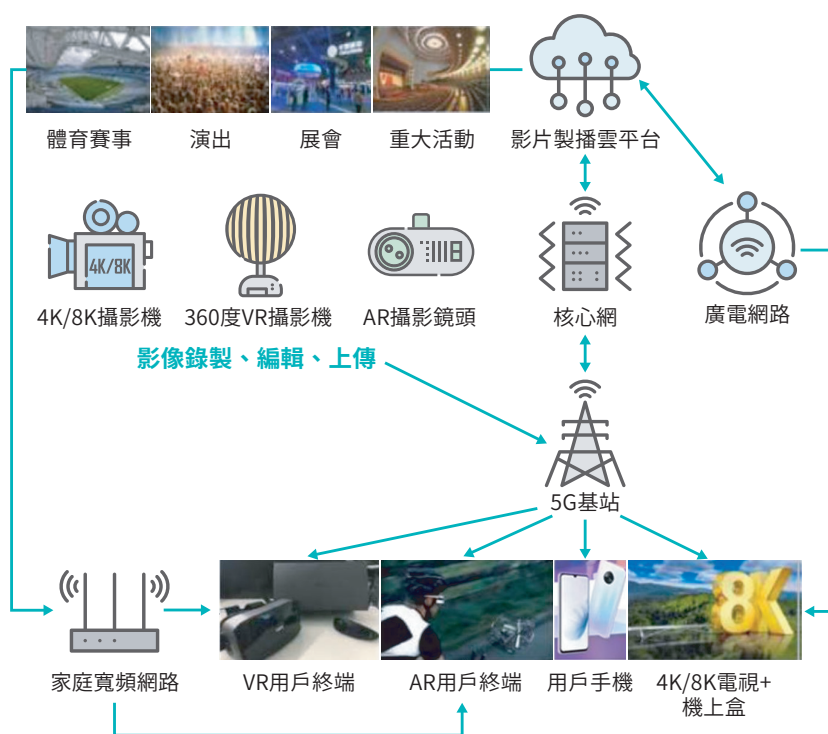 體育賽事
演出
展會
重大活動
影片製播雲平台
4K/8K
4K/8K攝影機
360度VR攝影機
AR攝影鏡頭
核心網
廣電網路
影像錄製、編輯、上傳
5G基站
8K
家庭寬頻網路
VR用戶終端
AR用戶終端
用戶手機
4K/8K電視+
機上盒